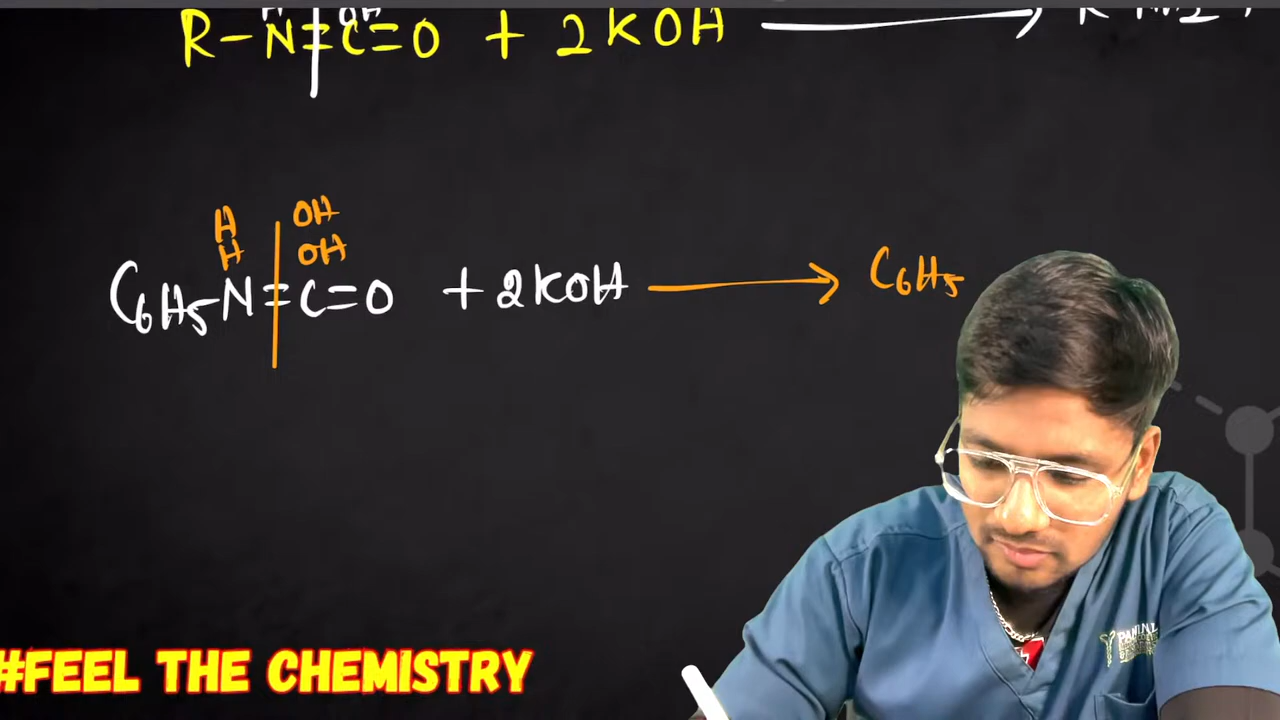 R-N=C=O + 2KOH
H OH
H OH
C6H5-N=C=O + 2KOH → C6H5
#FEEL THE CHEMISTRY